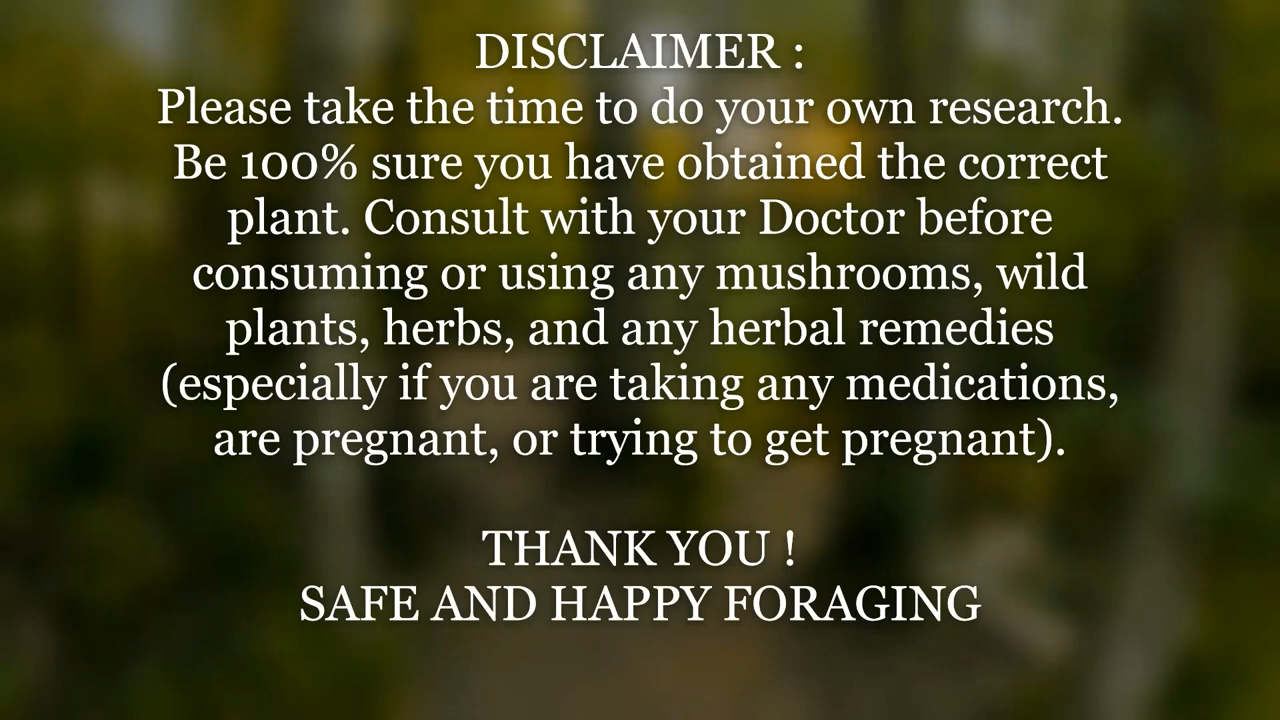 DISCLAIMER :
Please take the time to do your own research.
Be 100% sure you have obtained the correct
plant. Consult with your Doctor before
consuming or using any mushrooms, wild
plants, herbs, and any herbal remedies
(especially if you are taking any medications,
are pregnant, or trying to get pregnant).
THANK YOU !
SAFE AND HAPPY FORAGING